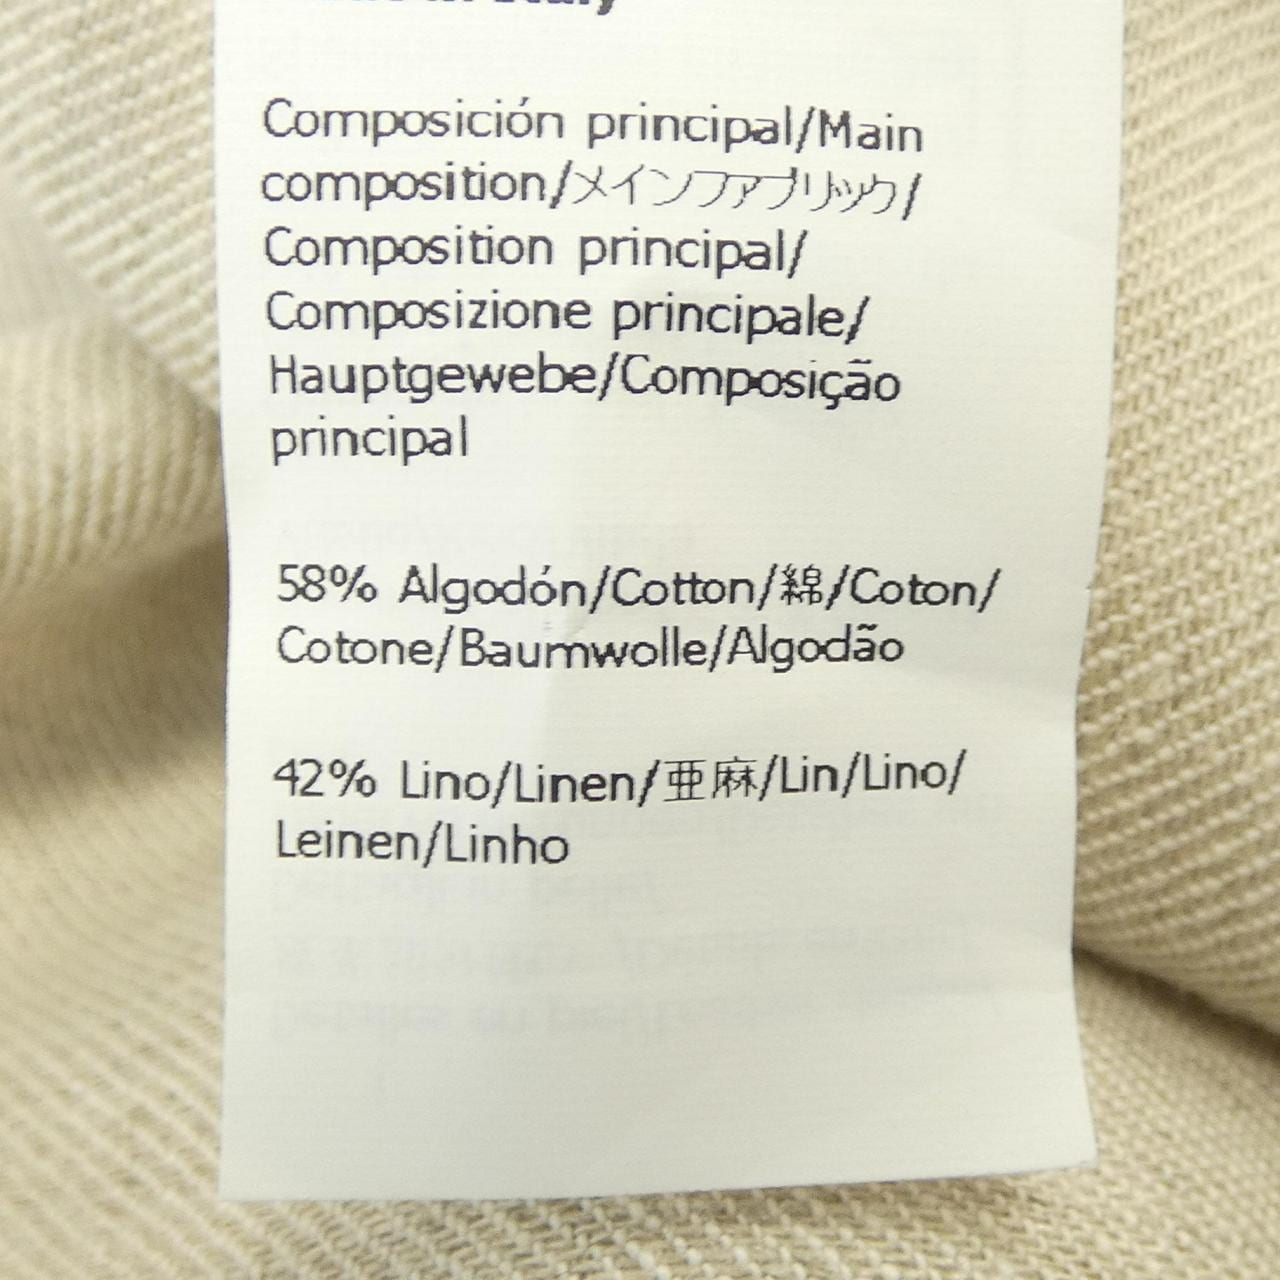 Italy
Composición principal/Main
composition/メインファブリック/
Composition principal/
Composizione principale/
Hauptgewebe/Composição
principal
58% Algodón/Cotton/綿/Coton/
Cotone/Baumwolle/Algodão
42% Lino/Linen/亜麻/Lin/Lino/
Leinen/Linho